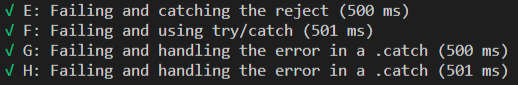 √ E: Failing and catching the reject (500 ms)
√ F: Failing and using try/catch (501 ms)
√ G: Failing and handling the error in a .catch (500 ms)
√ H: Failing and handling the error in a .catch (501 ms)